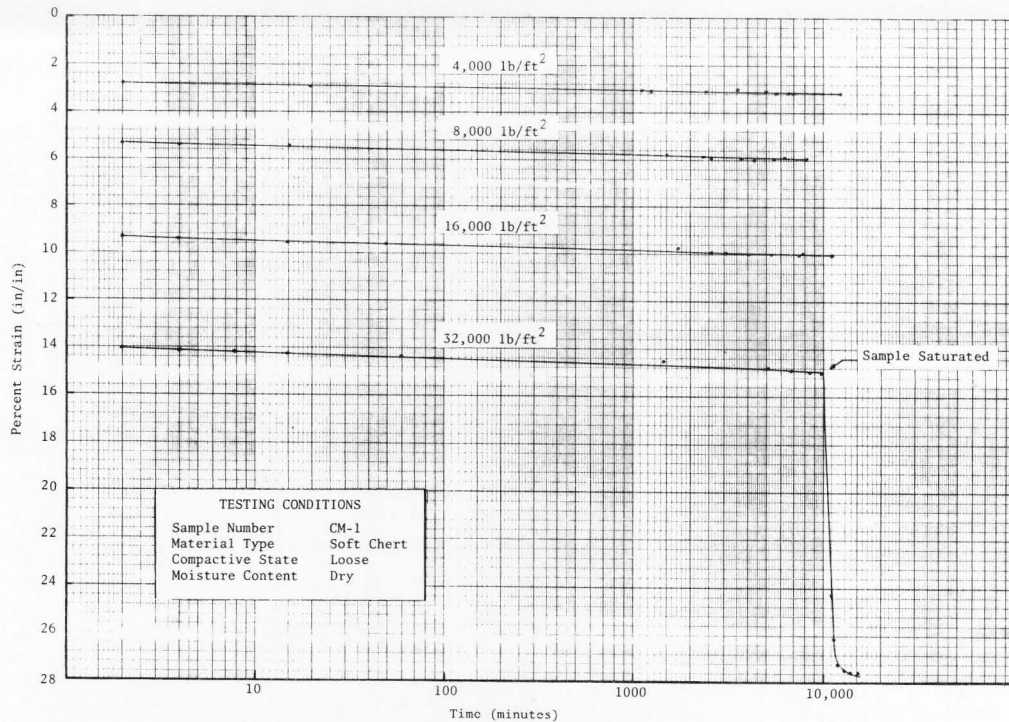 0
2
4
6
8
10
12
14
16
18
20
22
24
26
28
Percent Strain (in/in)
4,000 lb/ft²
8,000 lb/ft²
16,000 lb/ft²
32,000 lb/ft²
Sample Saturated
TESTING CONDITIONS
Sample Number CM-1
Material Type Soft Chert
Compactive State Loose
Moisture Content Dry
10
100
1000
10,000
Time (minutes)